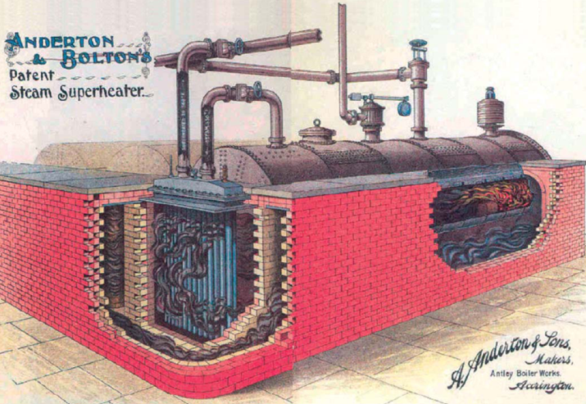 ANDERTON
& BOLTON'S
Patent
Steam Superheater.
A. Anderton & Sons,
Makers,
Antley Boiler Works.
Accrington.